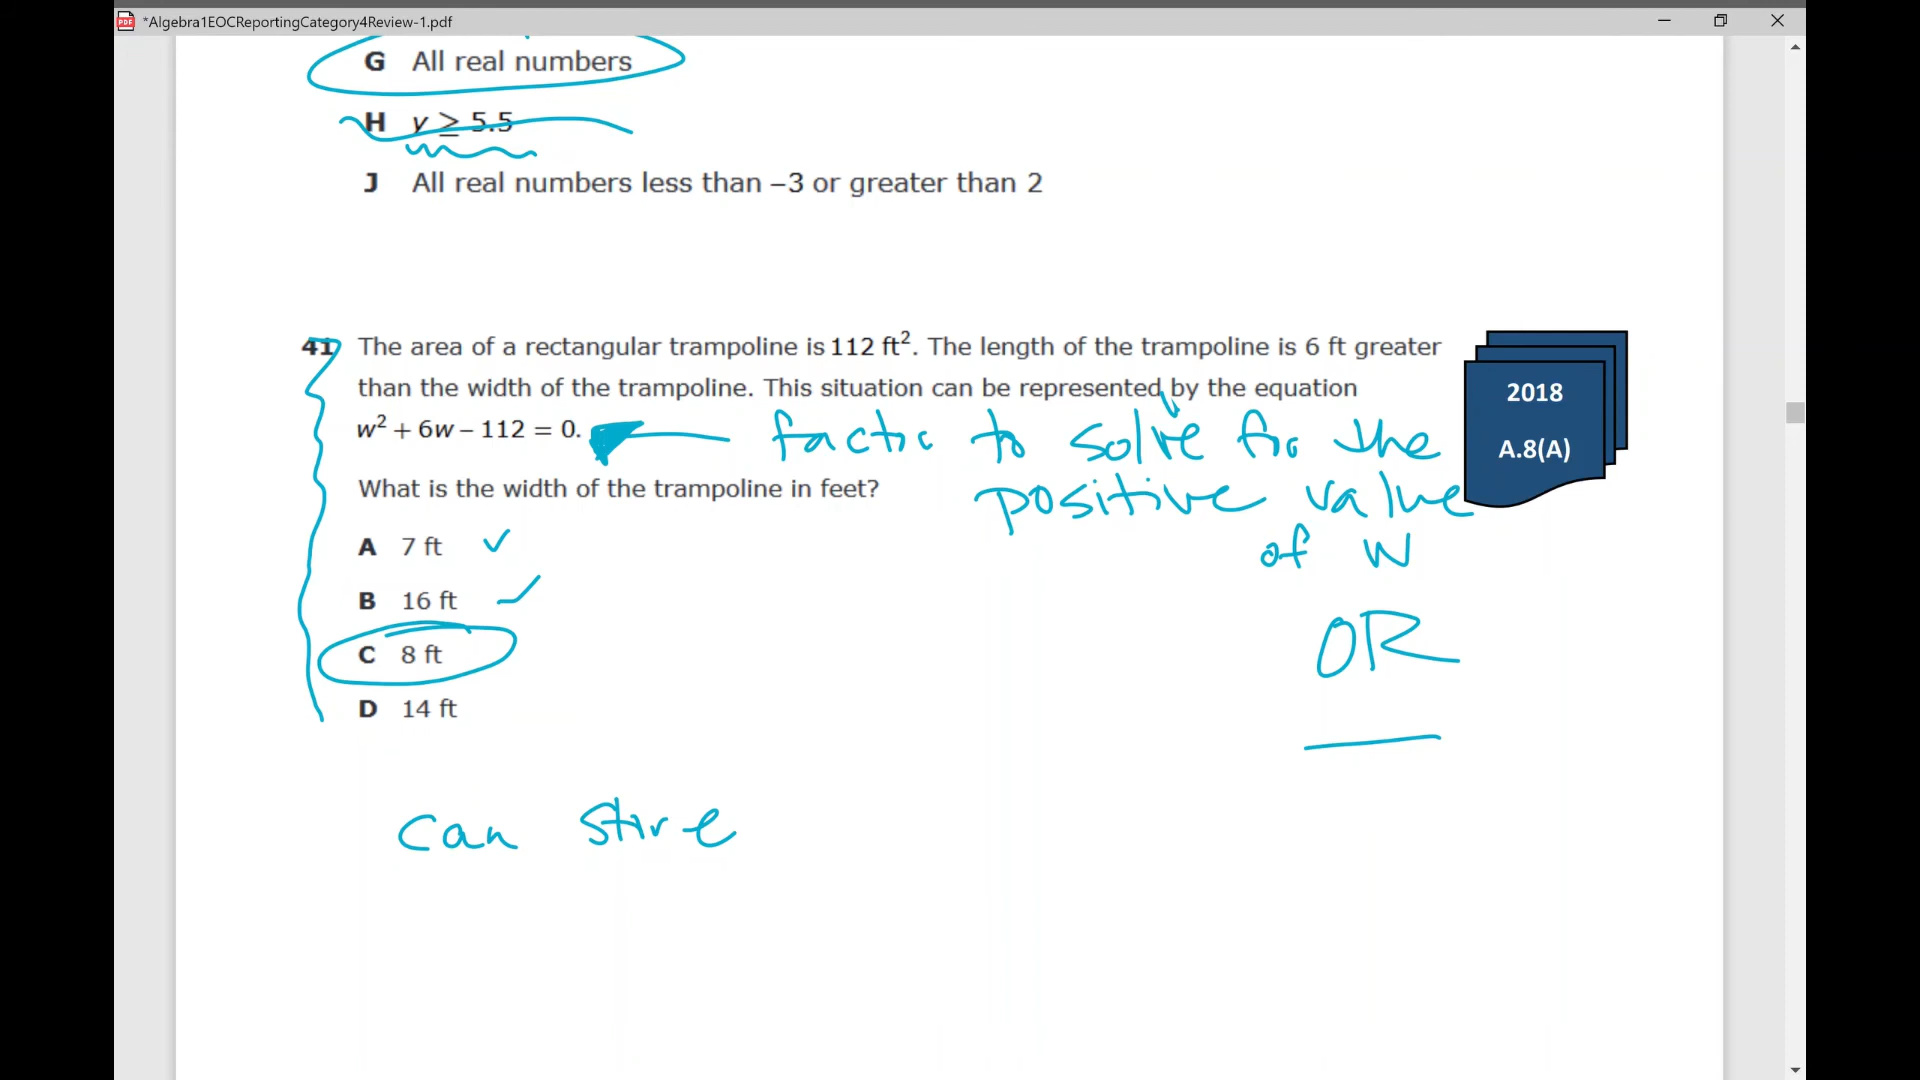 *Algebra1EOCReportingCategory4Review-1.pdf
G All real numbers
H y ≥ 5.5
J All real numbers less than −3 or greater than 2
41 The area of a rectangular trampoline is 112 ft². The length of the trampoline is 6 ft greater
than the width of the trampoline. This situation can be represented by the equation
w² + 6w − 112 = 0.
factor to solve for the
positive value
of w
What is the width of the trampoline in feet?
A 7 ft
B 16 ft
C 8 ft
D 14 ft
OR
can store
2018
A.8(A)